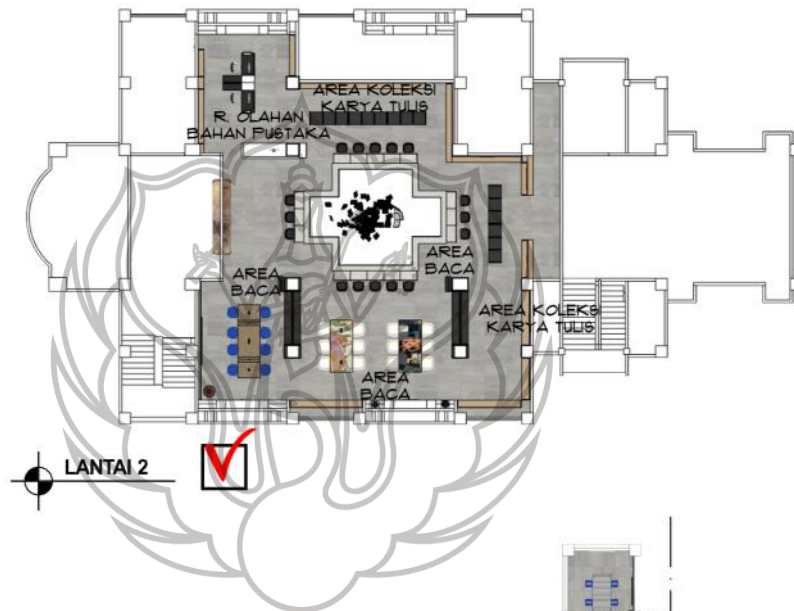 AREA KOLEKSI
KARYA TULIS
R. OLAHAN
BAHAN PUSTAKA
AREA
BACA
AREA
BACA
AREA KOLEKSI
KARYA TULIS
AREA
BACA
LANTAI 2